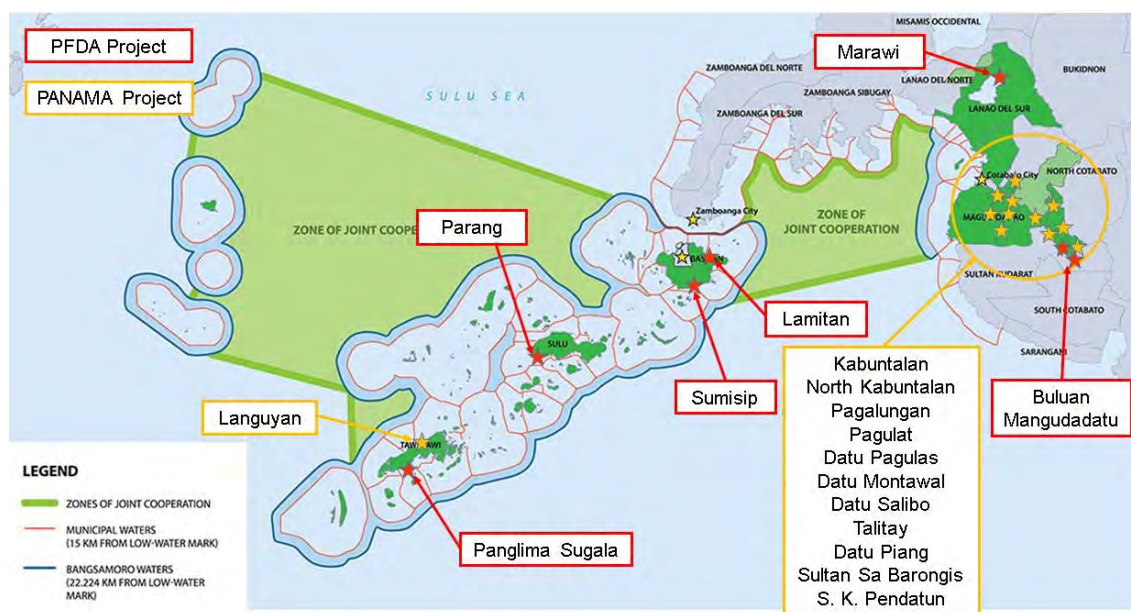 PFDA Project
PANAMA Project
SULU SEA
MISAMIS OCCIDENTAL
Marawi
BUKIDNON
ZAMBOANGA DEL NORTE
LANAO DEL NORTE
ZAMBOANGA SIBUGAY
LANAO DEL SUR
ZAMBOANGA DEL SUR
Cotabato City
NORTH COTABATO
Zamboanga City
MAGUINDANAO
ZONE OF JOINT COOPE
Parang
ZONE OF
JOINT COOPERATION
BASILAN
SULTAN KUDARAT
Lamitan
SOUTH COTABATO
SULU
SARANGANI
Sumisip
Kabuntalan
North Kabuntalan
Pagalungan
Pagulat
Datu Pagulas
Datu Montawal
Datu Salibo
Talitay
Datu Piang
Sultan Sa Barongis
S. K. Pendatun
Buluan
Mangudadatu
Languyan
TAWI-TAWI
Panglima Sugala
LEGEND
ZONES OF JOINT COOPERATION
MUNICIPAL WATERS
(15 KM FROM LOW-WATER MARK)
BANGSAMORO WATERS
(22.224 KM FROM LOW-WATER
MARK)